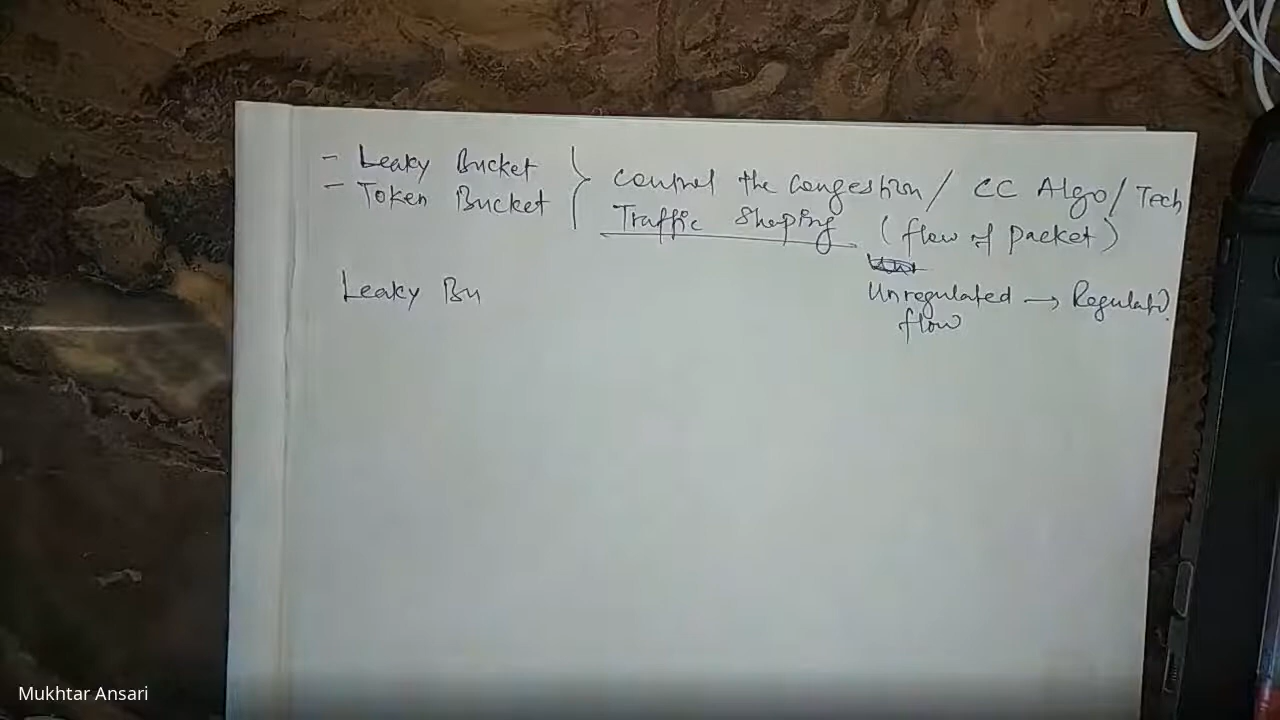 - Leaky Bucket } control the congestion / CC Algo / Tech
- Token Bucket } Traffic Shaping (flow of packet)
Leaky Bu
Unregulated → Regulatd.
flow
Mukhtar Ansari